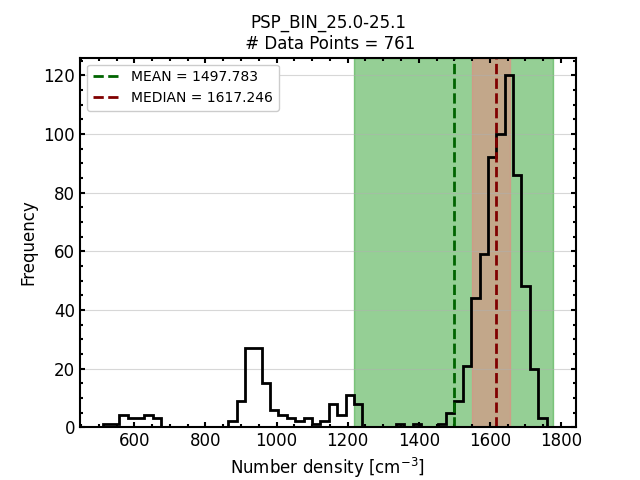 PSP_BIN_25.0-25.1
# Data Points = 761
MEAN = 1497.783
MEDIAN = 1617.246
Frequency
120
100
80
60
40
20
0
600 800 1000 1200 1400 1600 1800
Number density [cm⁻³]